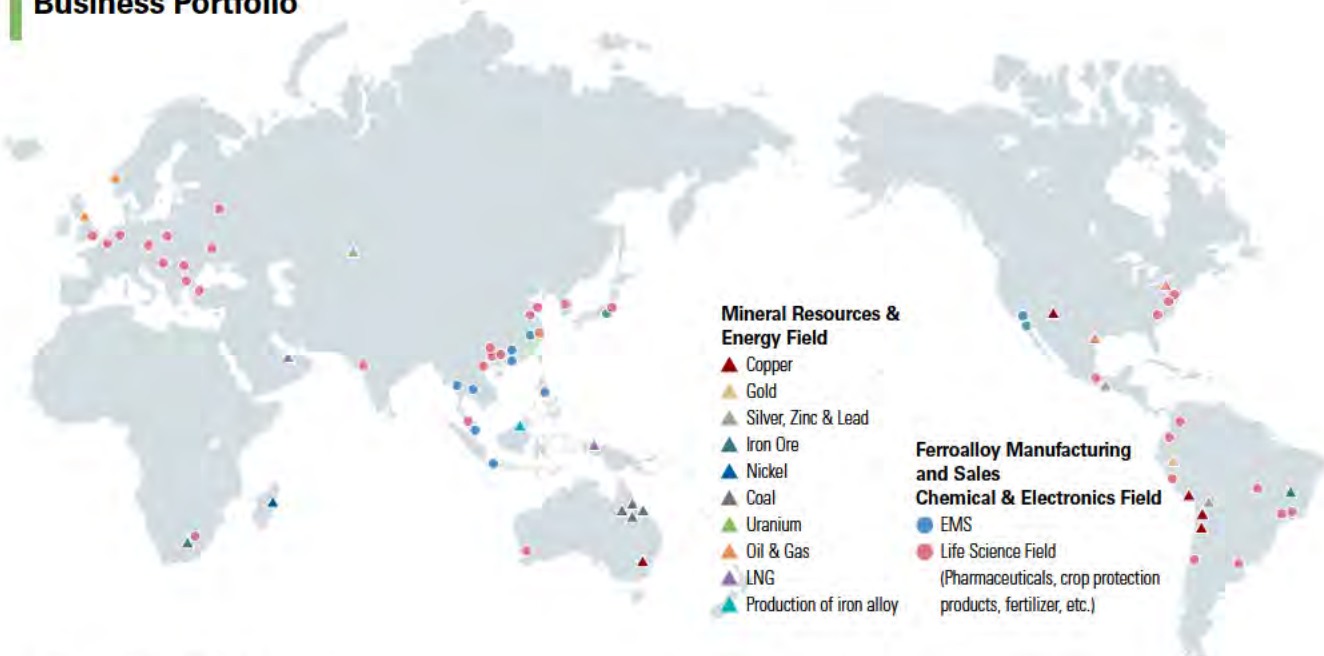 Business Portfolio
Mineral Resources &
Energy Field
Copper
Gold
Silver, Zinc & Lead
Iron Ore
Nickel
Coal
Uranium
Oil & Gas
LNG
Production of iron alloy
Ferroalloy Manufacturing
and Sales
Chemical & Electronics Field
EMS
Life Science Field
(Pharmaceuticals, crop protection
products, fertilizer, etc.)